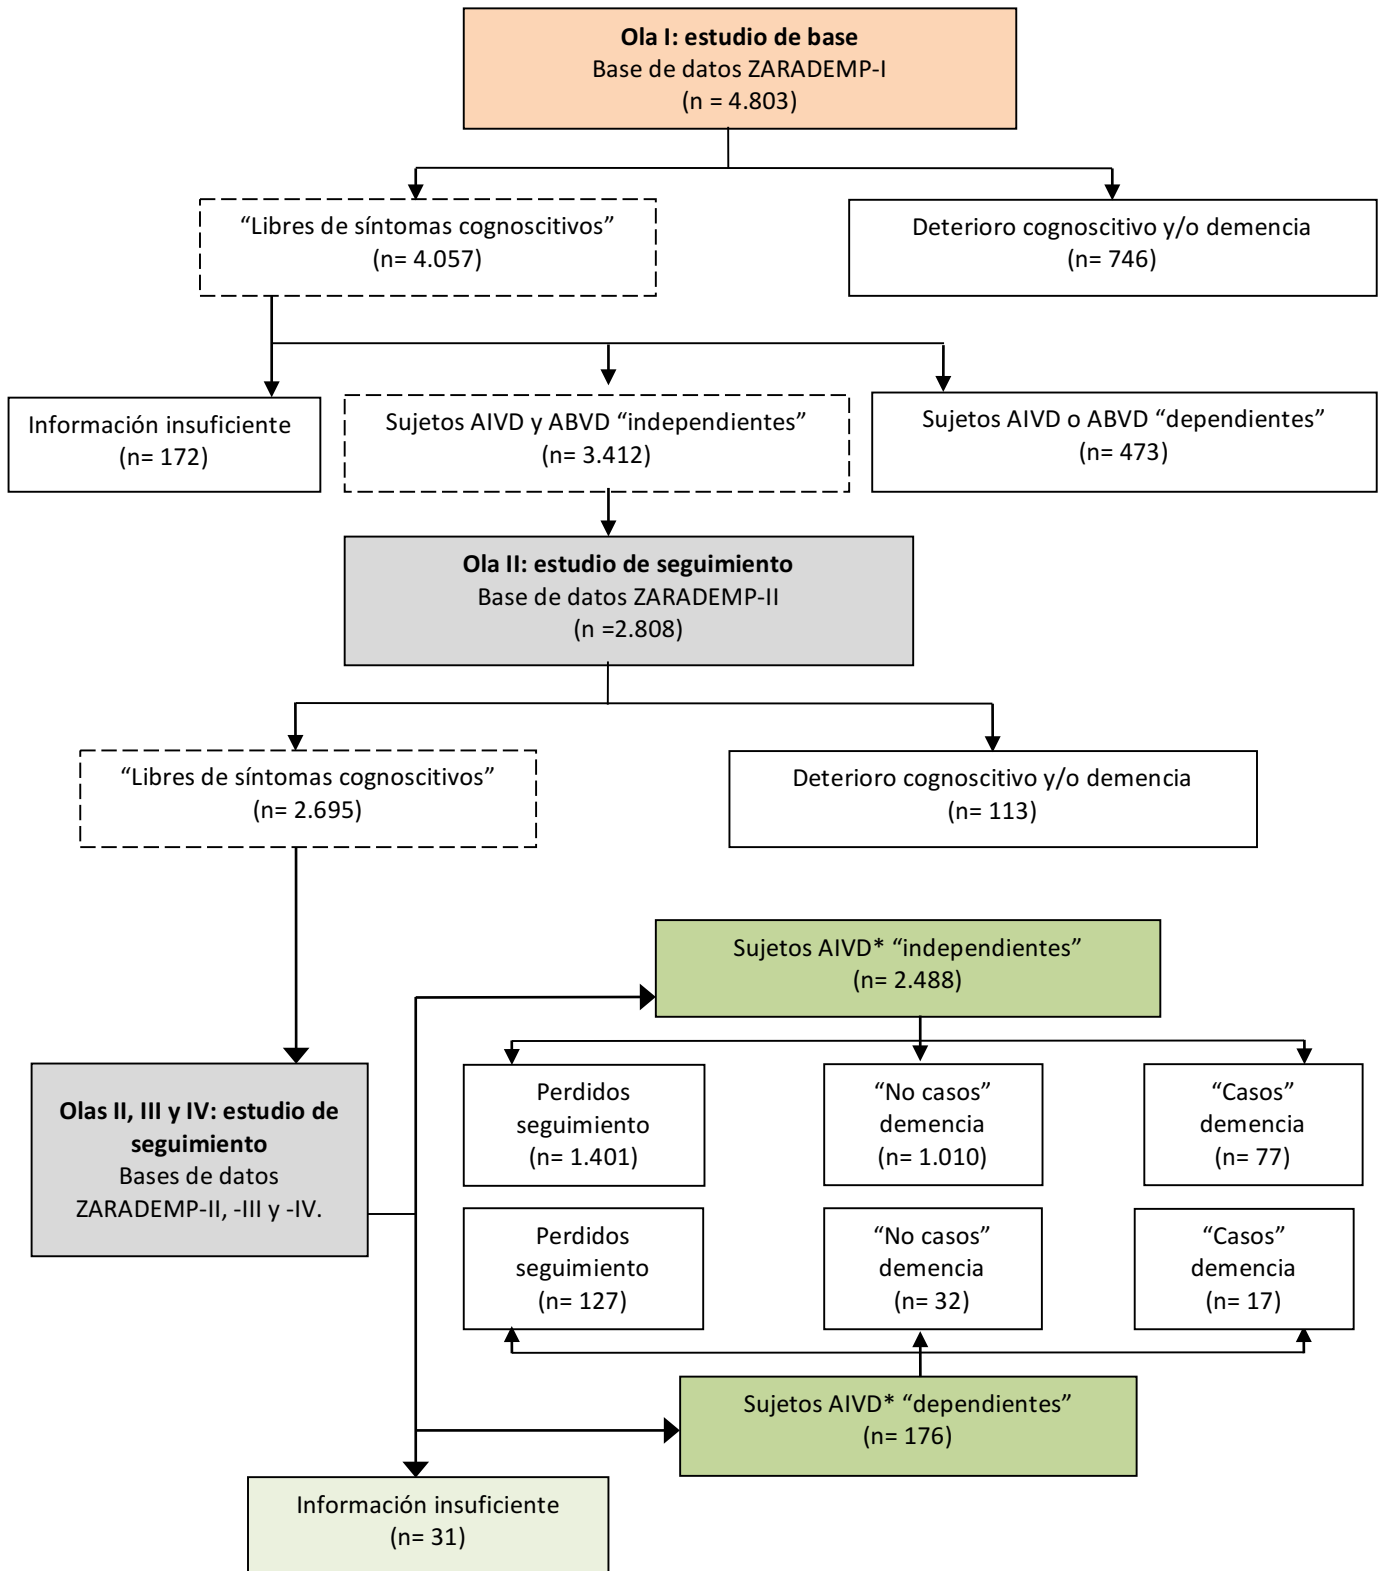 Ola I: estudio de base
Base de datos ZARADEMP-I
(n = 4.803)
“Libres de síntomas cognoscitivos”
(n= 4.057)
Deterioro cognoscitivo y/o demencia
(n= 746)
Información insuficiente
(n= 172)
Sujetos AIVD y ABVD “independientes”
(n= 3.412)
Sujetos AIVD o ABVD “dependientes”
(n= 473)
Ola II: estudio de seguimiento
Base de datos ZARADEMP-II
(n =2.808)
“Libres de síntomas cognoscitivos”
(n= 2.695)
Deterioro cognoscitivo y/o demencia
(n= 113)
Sujetos AIVD* “independientes”
(n= 2.488)
Olas II, III y IV: estudio de
seguimiento
Bases de datos
ZARADEMP-II, -III y -IV.
Perdidos
seguimiento
(n= 1.401)
“No casos”
demencia
(n= 1.010)
“Casos”
demencia
(n= 77)
Perdidos
seguimiento
(n= 127)
“No casos”
demencia
(n= 32)
“Casos”
demencia
(n= 17)
Sujetos AIVD* “dependientes”
(n= 176)
Información insuficiente
(n= 31)